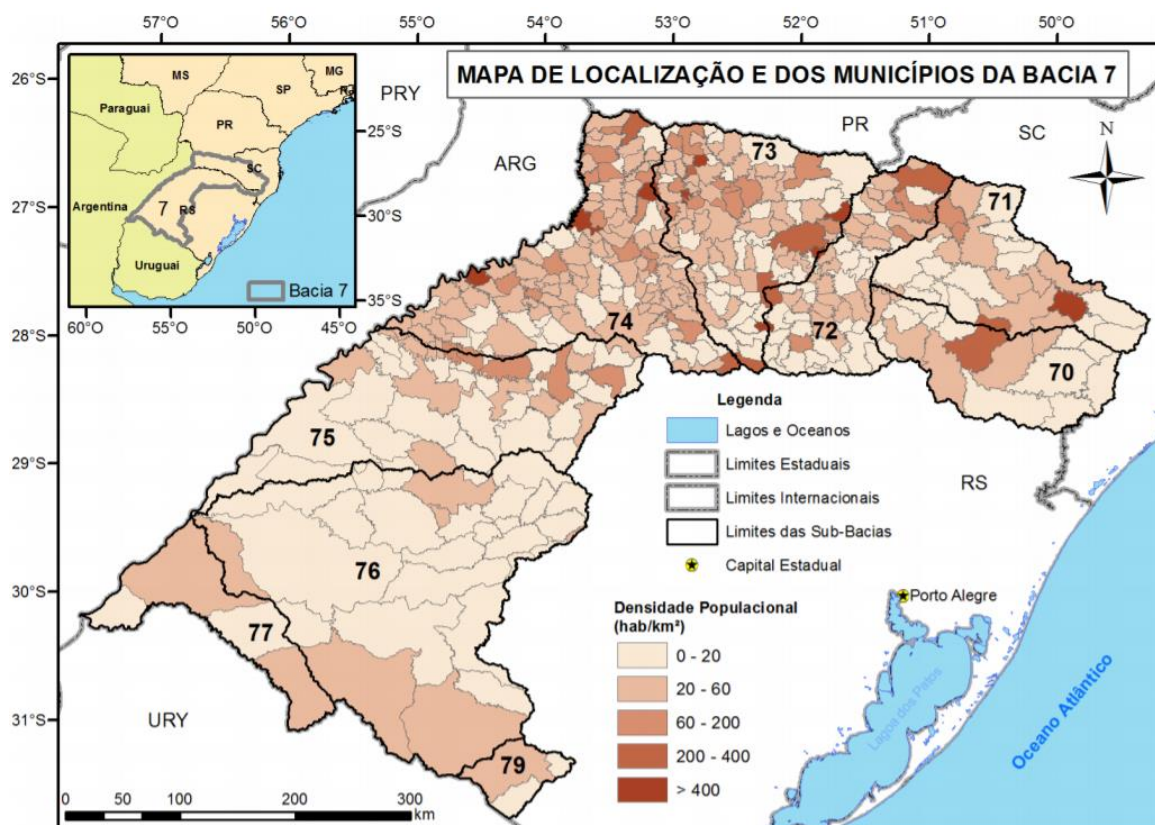 57°O 56°O 55°O 54°O 53°O 52°O 51°O 50°O
MAPA DE LOCALIZAÇÃO E DOS MUNICÍPIOS DA BACIA 7
26°S
27°S
28°S
29°S
30°S
31°S
MS
MG
SP
RJ
Paraguai
PR
SC
Argentina
7
RS
Uruguai
Bacia 7
25°S
30°S
35°S
60°O 55°O 50°O 45°O
PRY
ARG
PR
SC
N
73
71
74
72
70
75
76
77
79
RS
URY
Legenda
Lagos e Oceanos
Limites Estaduais
Limites Internacionais
Limites das Sub-Bacias
Capital Estadual
Densidade Populacional
(hab/km²)
0 - 20
20 - 60
60 - 200
200 - 400
> 400
Porto Alegre
Lagoa dos Patos
Oceano Atlântico
0 50 100 200 300
km